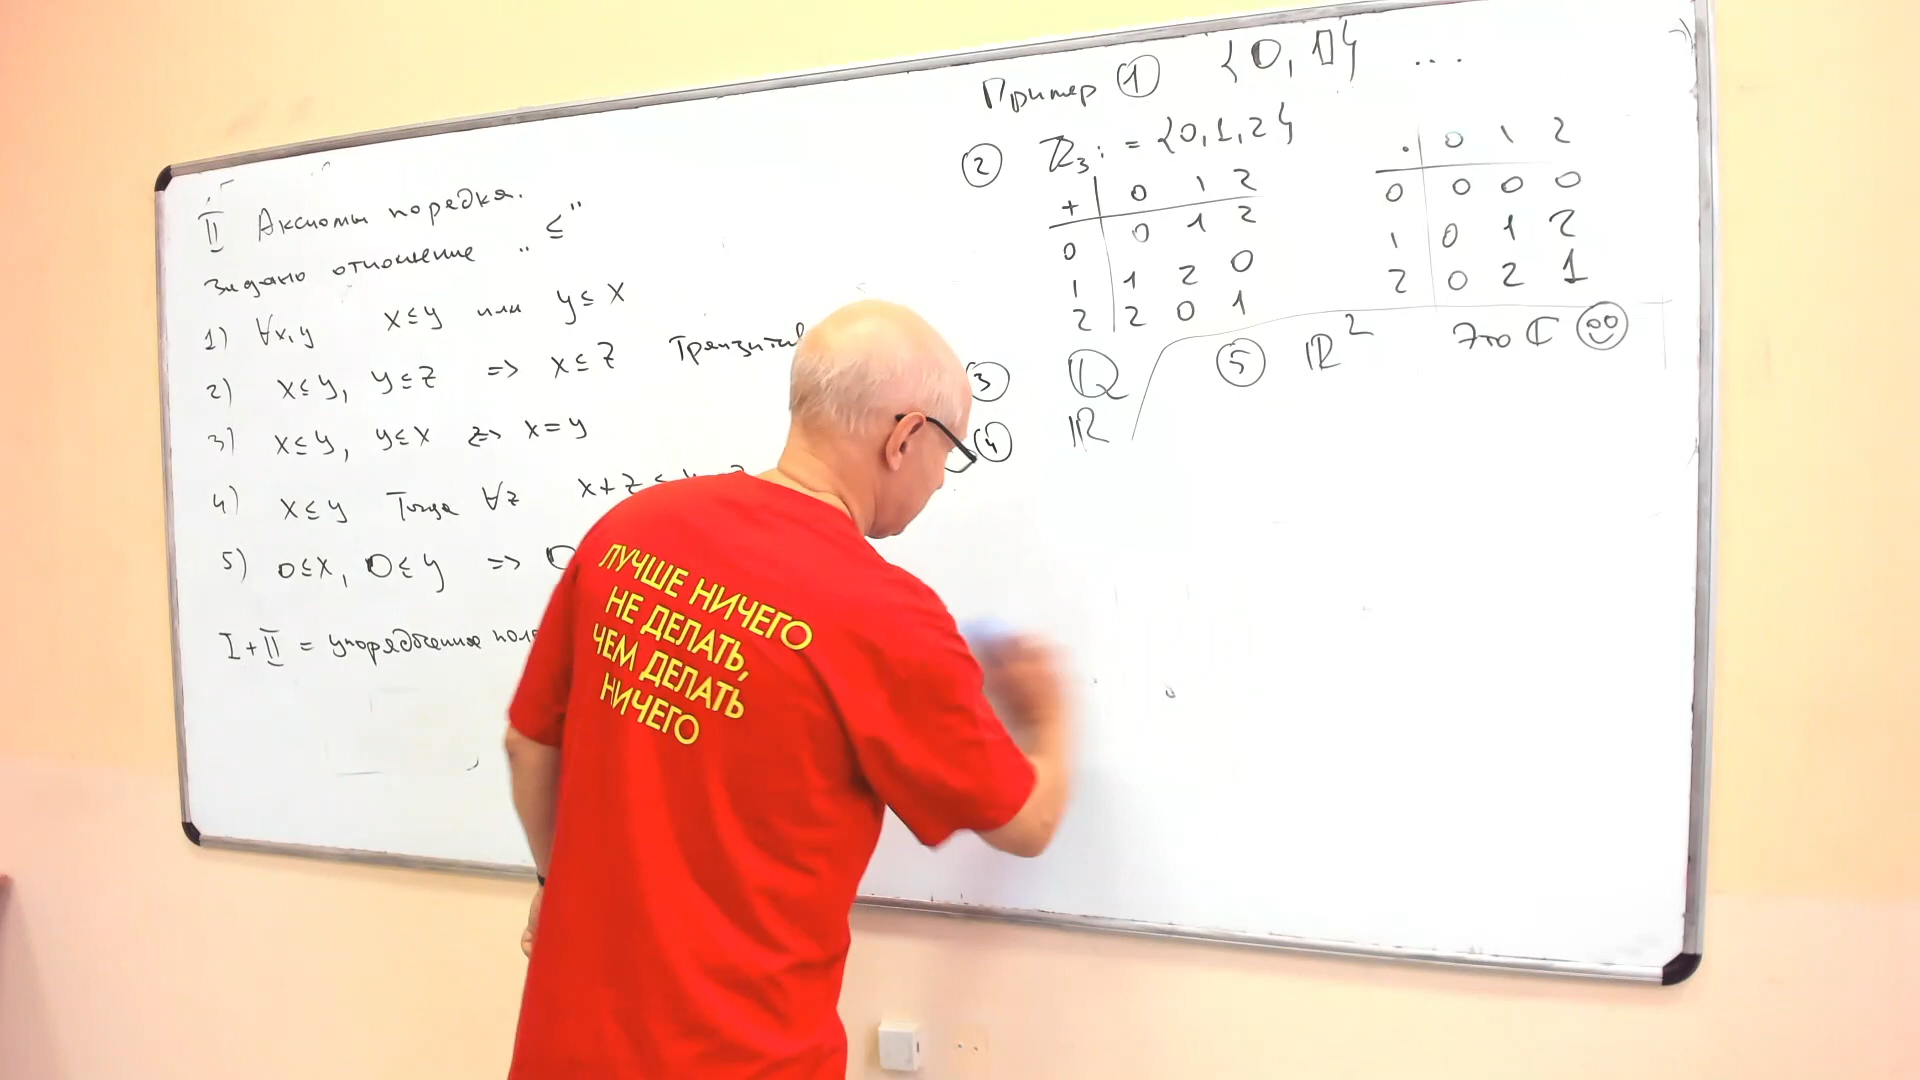 II Аксиомы порядка.
Задано отношение „≤"
1) ∀x,y x≤y или y≤x
2) x≤y, y≤z => x≤z Транзитив
3) x≤y, y≤x => x=y
4) x≤y Тогда ∀z x+z≤
5) 0≤x, 0≤y => 0
I+II = упорядоченное поле
Пример ① {0, 1} ...
② ℤ₃ := {0,1,2}
+ 0 1 2
0 0 1 2
1 1 2 0
2 2 0 1
· 0 1 2
0 0 0 0
1 0 1 2
2 0 2 1
③ ℚ
④ ℝ
⑤ ℝ² Это ℂ
ЛУЧШЕ НИЧЕГО
НЕ ДЕЛАТЬ,
ЧЕМ ДЕЛАТЬ
НИЧЕГО